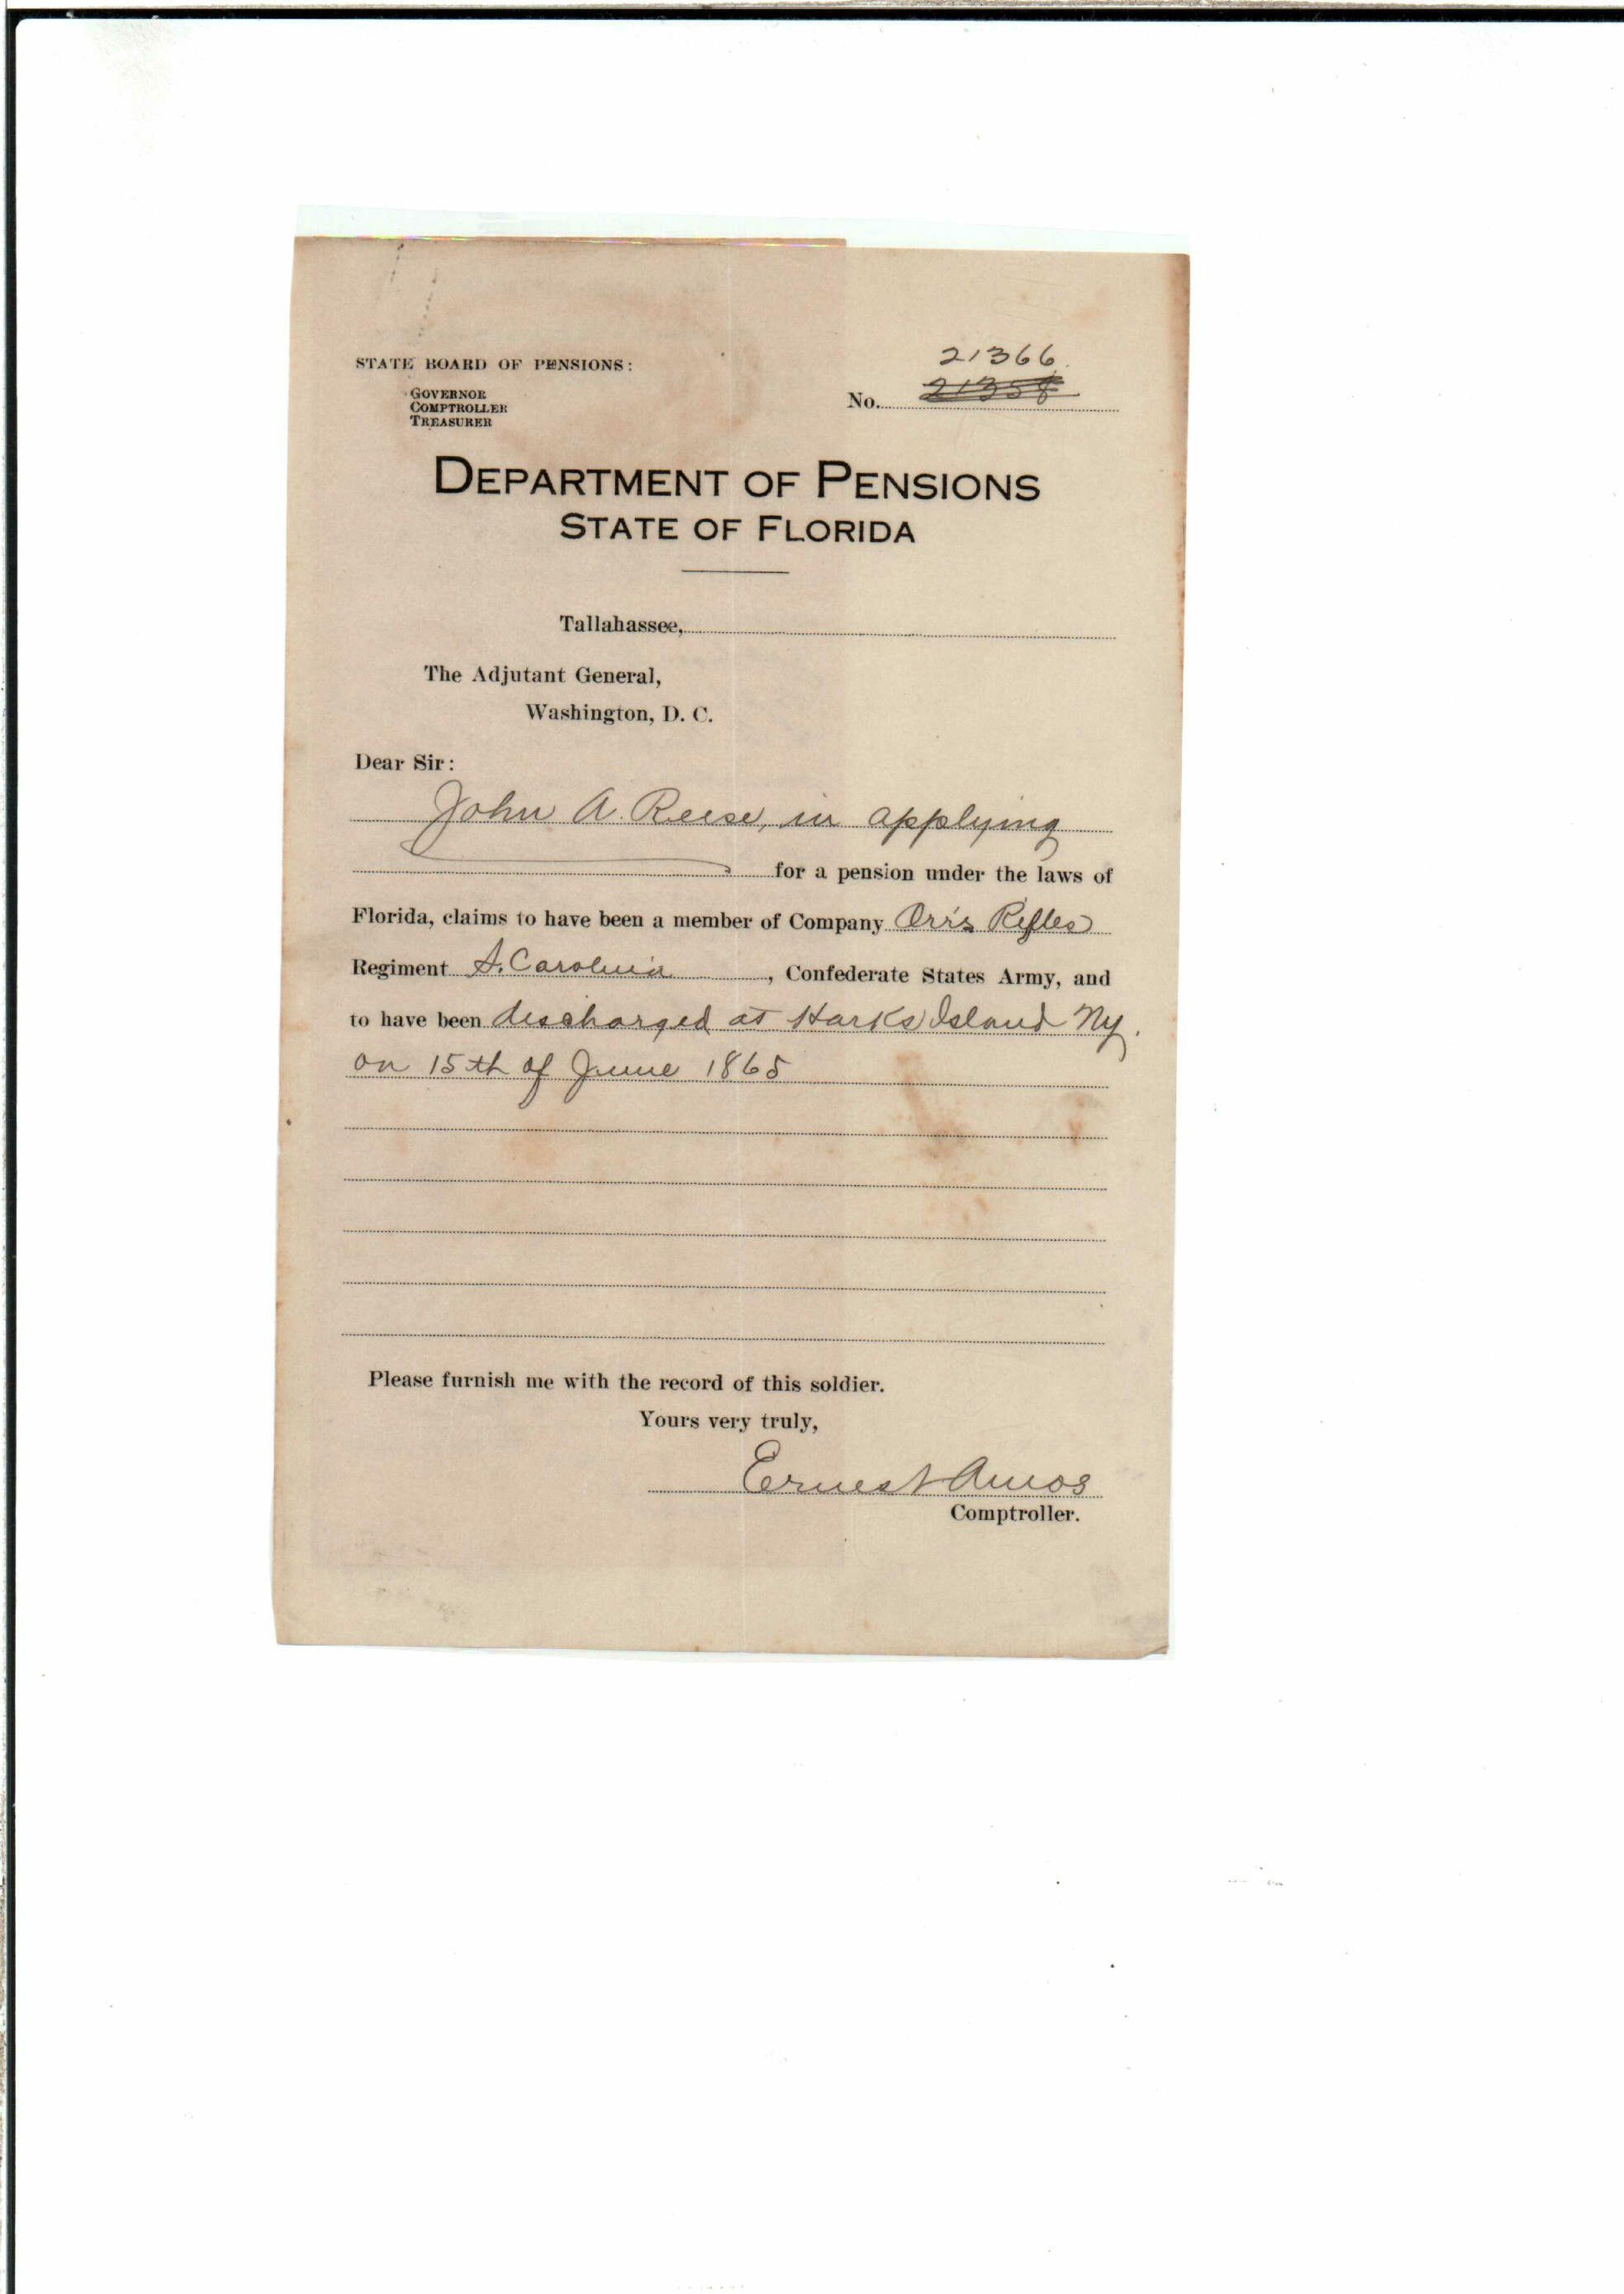 21366
STATE BOARD OF PENSIONS:
No. 21358
GOVERNOR
COMPTROLLER
TREASURER
DEPARTMENT OF PENSIONS
STATE OF FLORIDA
Tallahassee,
The Adjutant General,
Washington, D. C.
Dear Sir:
John A. Reese, in applying
for a pension under the laws of
Florida, claims to have been a member of Company Orr's Rifles
Regiment S. Carolina, Confederate States Army, and
to have been discharged at Harks Island Ny.
on 15th of June 1865
Please furnish me with the record of this soldier.
Yours very truly,
Ernest Amos
Comptroller.